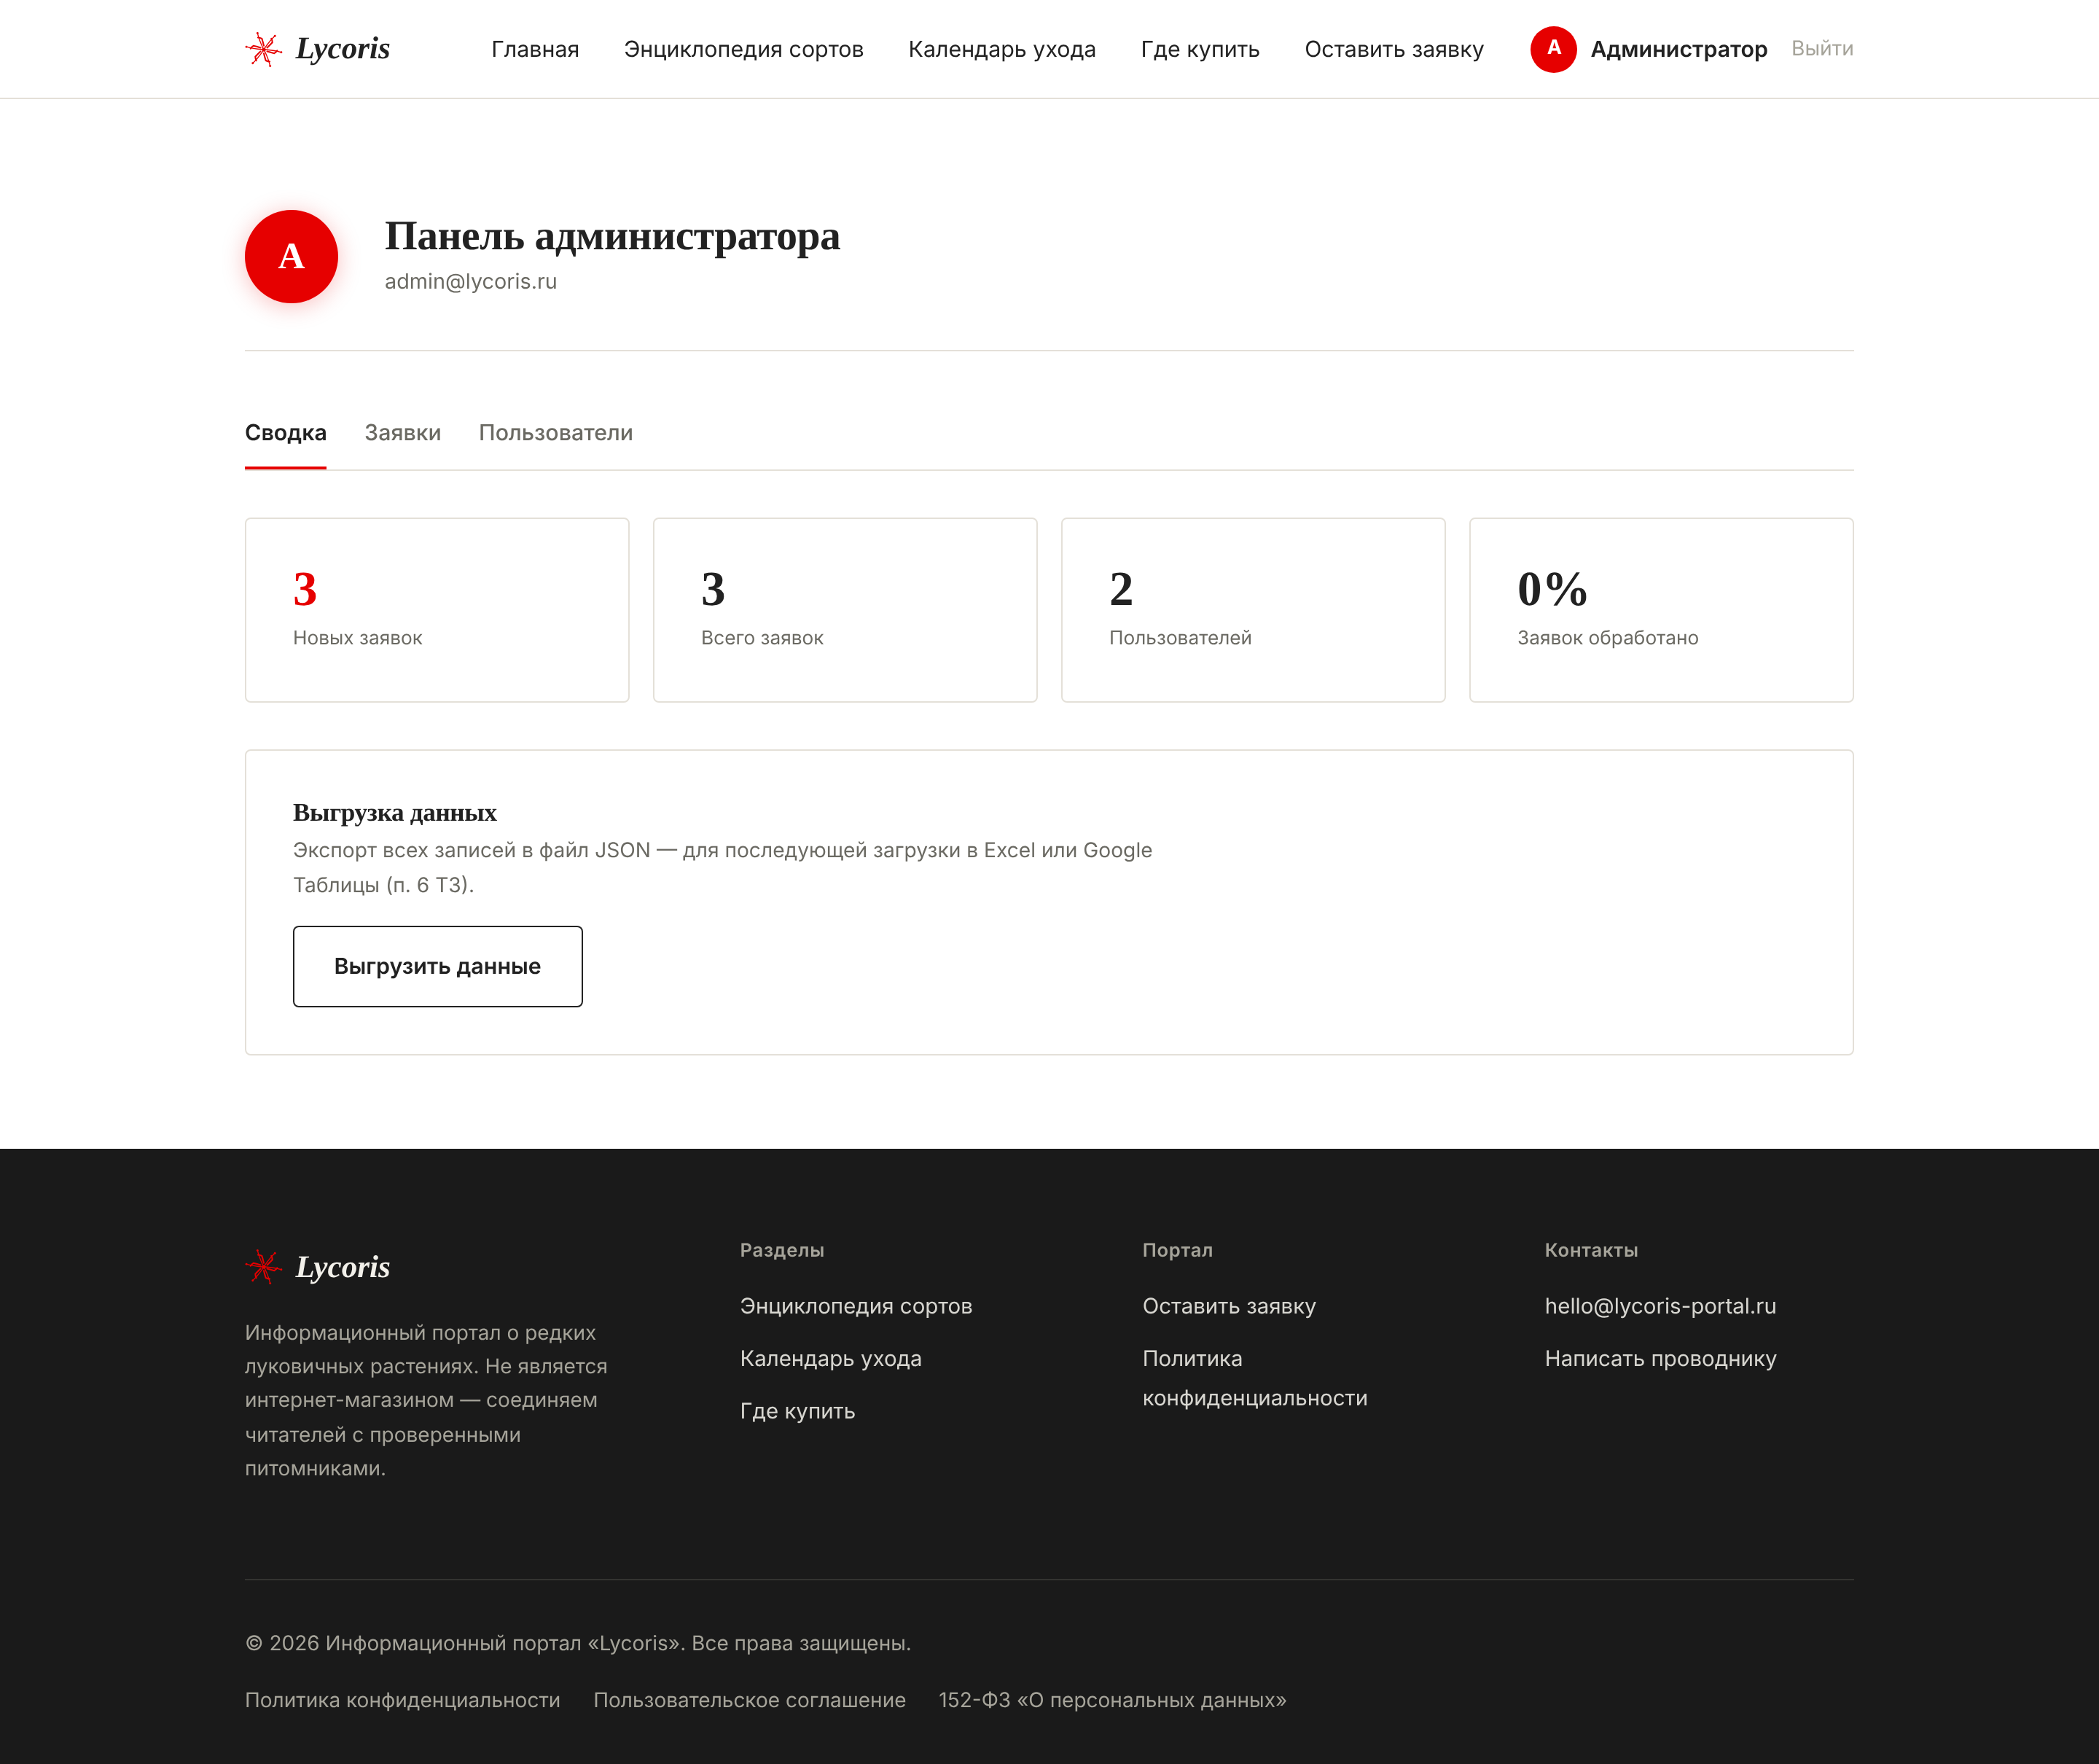 Lycoris
Главная
Энциклопедия сортов
Календарь ухода
Где купить
Оставить заявку
А
Администратор
Выйти
А
Панель администратора
admin@lycoris.ru
Сводка
Заявки
Пользователи
3
Новых заявок
3
Всего заявок
2
Пользователей
0%
Заявок обработано
Выгрузка данных
Экспорт всех записей в файл JSON — для последующей загрузки в Excel или Google
Таблицы (п. 6 ТЗ).
Выгрузить данные
Lycoris
Информационный портал о редких
луковичных растениях. Не является
интернет-магазином — соединяем
читателей с проверенными
питомниками.
Разделы
Энциклопедия сортов
Календарь ухода
Где купить
Портал
Оставить заявку
Политика
конфиденциальности
Контакты
hello@lycoris-portal.ru
Написать проводнику
© 2026 Информационный портал «Lycoris». Все права защищены.
Политика конфиденциальности
Пользовательское соглашение
152-ФЗ «О персональных данных»